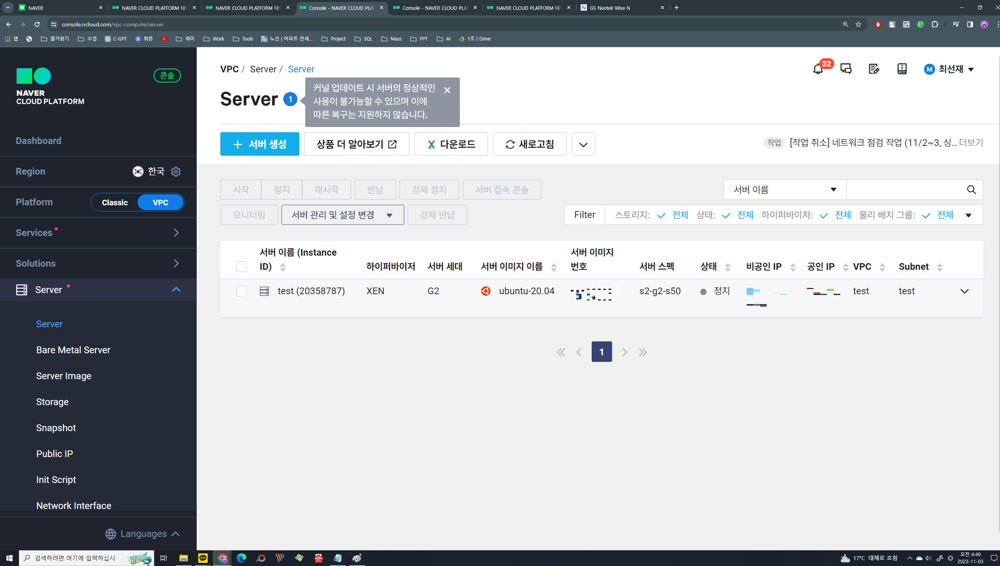 NAVER
NAVER CLOUD PLATFORM 네
NAVER CLOUD PLATFORM 네
Console - NAVER CLOUD PLAT
Console - NAVER CLOUD PLAT
NAVER CLOUD PLATFORM 네
GS Neotek Wise N
console.ncloud.com/vpc-compute/server
앱
즐겨찾기
수업
C-GPT
뤼튼
취미
Work
Tools
노션 | 아파트 전세...
Project
SQL
Mass
PPT
AI
1조 | Drive
NAVER
CLOUD PLATFORM
콘솔
Dashboard
Region
한국
Platform
Classic
VPC
Services
Solutions
Server
Server
Bare Metal Server
Server Image
Storage
Snapshot
Public IP
Init Script
Network Interface
Languages
VPC / Server / Server
32
M 최선재
Server 1
커널 업데이트 시 서버의 정상적인
사용이 불가능할 수 있으며 이에
따른 복구는 지원하지 않습니다.
+ 서버 생성
상품 더 알아보기
X 다운로드
새로고침
작업 [작업 취소] 네트워크 점검 작업 (11/2~3, 싱... 더보기
시작
정지
재시작
반납
강제 정지
서버 접속 콘솔
서버 이름
모니터링
서버 관리 및 설정 변경
강제 반납
Filter
스토리지: 전체 상태: 전체 하이퍼바이저: 전체 물리 배치 그룹: 전체
서버 이름 (Instance
ID)
하이퍼바이저
서버 세대
서버 이미지 이름
서버 이미지
번호
서버 스펙
상태
비공인 IP
공인 IP
VPC
Subnet
test (20358787)
XEN
G2
ubuntu-20.04
s2-g2-s50
정지
test
test
1
검색하려면 여기에 입력하십시
TALK
PDF
17°C 대체로 흐림
오전 4:49
2023-11-03